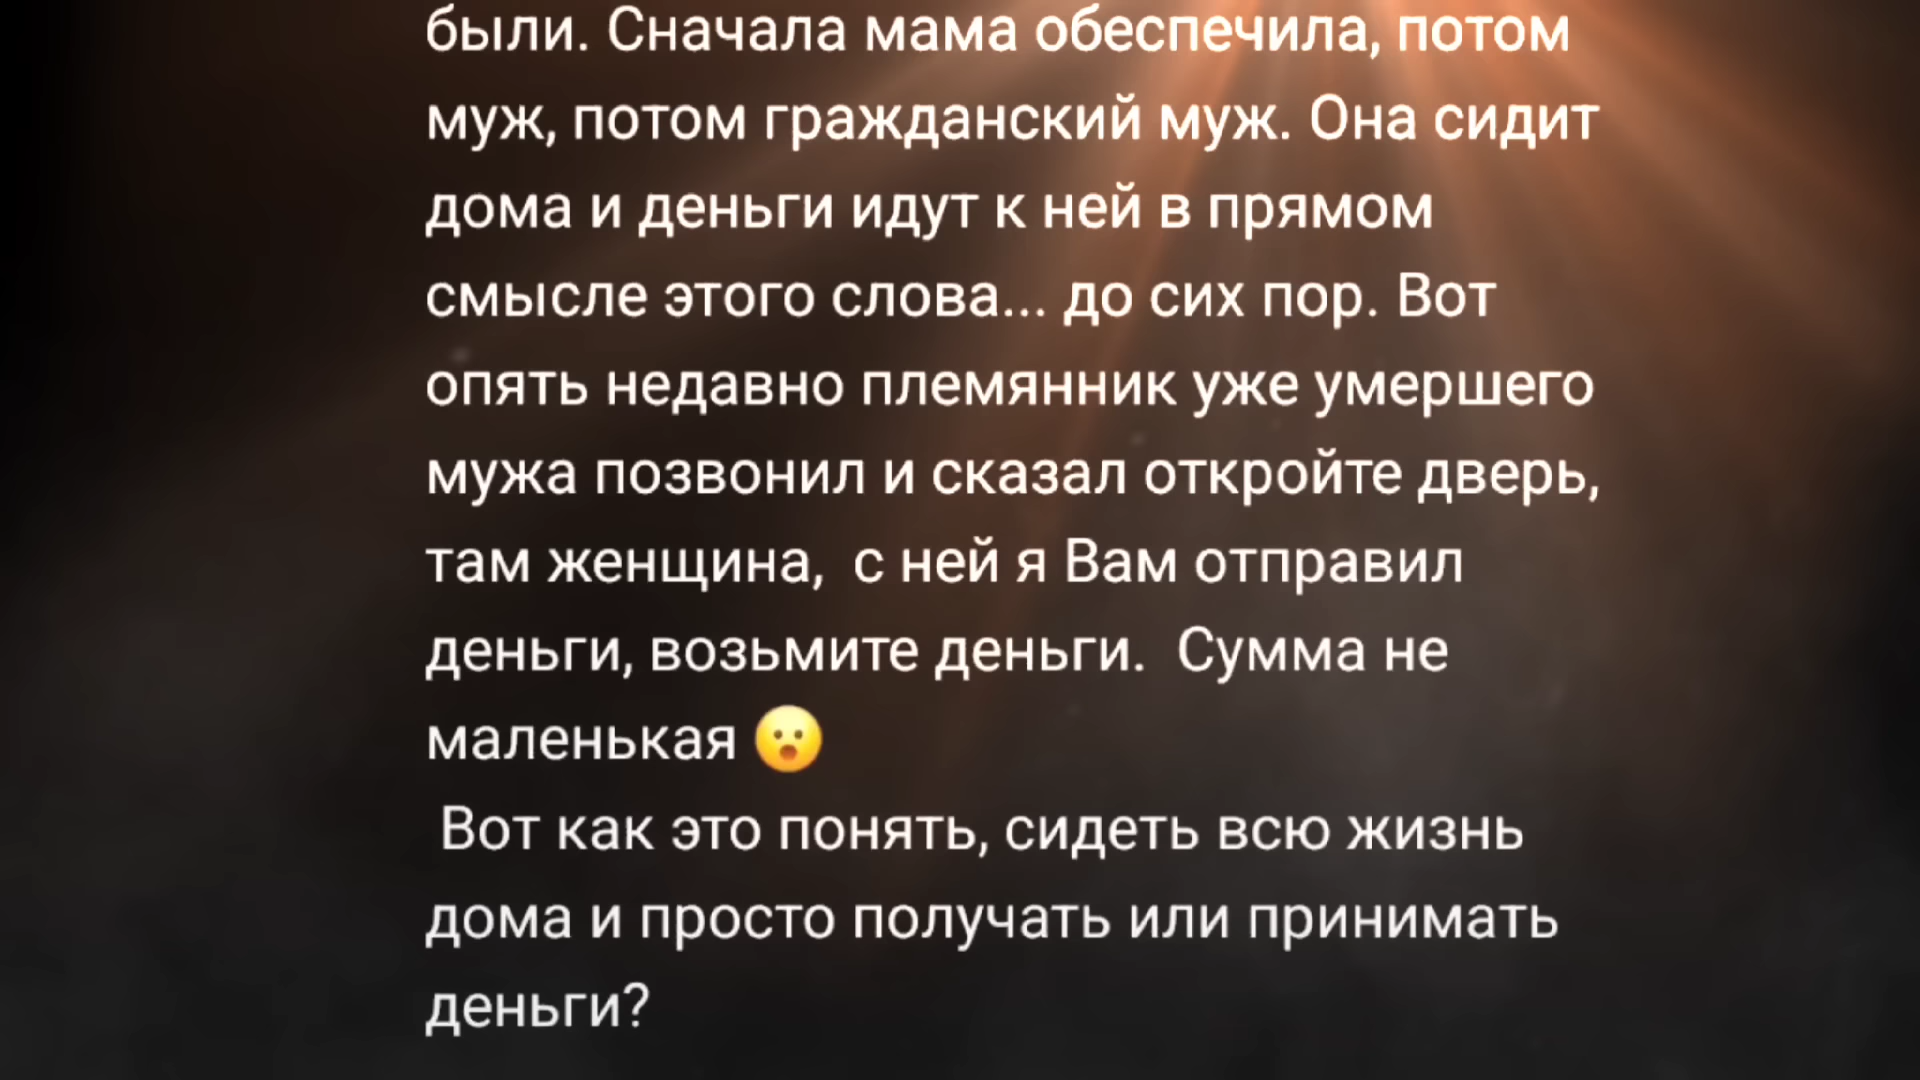 были. Сначала мама обеспечила, потом
муж, потом гражданский муж. Она сидит
дома и деньги идут к ней в прямом
смысле этого слова... до сих пор. Вот
опять недавно племянник уже умершего
мужа позвонил и сказал откройте дверь,
там женщина,  с ней я Вам отправил
деньги, возьмите деньги.  Сумма не
маленькая 😮
Вот как это понять, сидеть всю жизнь
дома и просто получать или принимать
деньги?